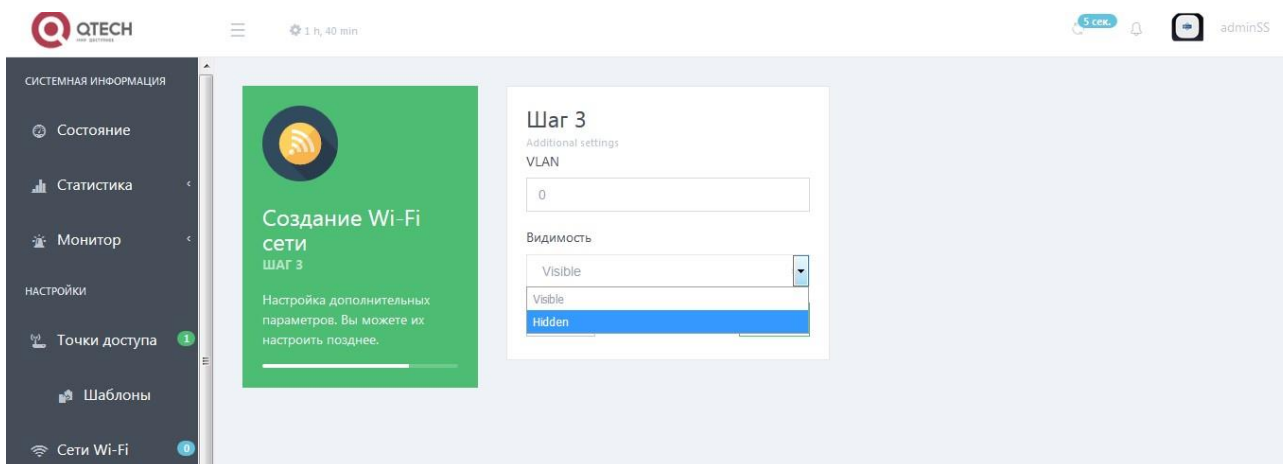 QTECH
1 h, 40 min
5 сек.
adminSS
СИСТЕМНАЯ ИНФОРМАЦИЯ
Состояние
Статистика
Монитор
НАСТРОЙКИ
Точки доступа 1
Шаблоны
Сети Wi-Fi 0
Создание Wi-Fi
сети
ШАГ 3
Настройка дополнительных
параметров. Вы можете их
настроить позднее.
Шаг 3
Additional settings
VLAN
0
Видимость
Visible
Visible
Hidden